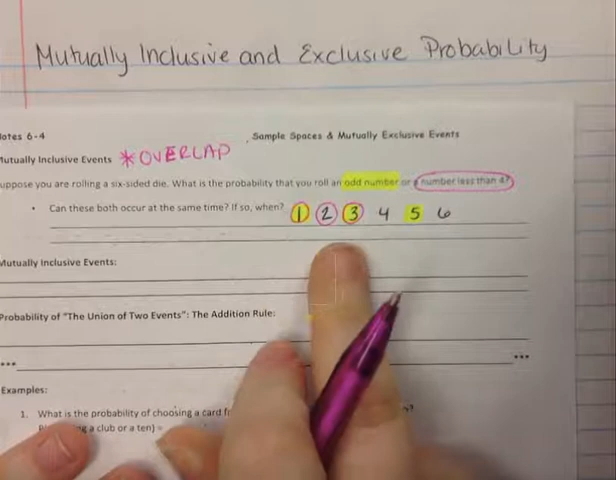 Mutually Inclusive and Exclusive Probability
otes 6-4 Sample Spaces & Mutually Exclusive Events
Mutually Inclusive Events *OVERLAP
uppose you are rolling a six-sided die. What is the probability that you roll an odd number or a number less than 4?
• Can these both occur at the same time? If so, when? 1 2 3 4 5 6
Mutually Inclusive Events:
Probability of "The Union of Two Events": The Addition Rule:
Examples:
1. What is the probability of choosing a card f
ng a club or a ten) =